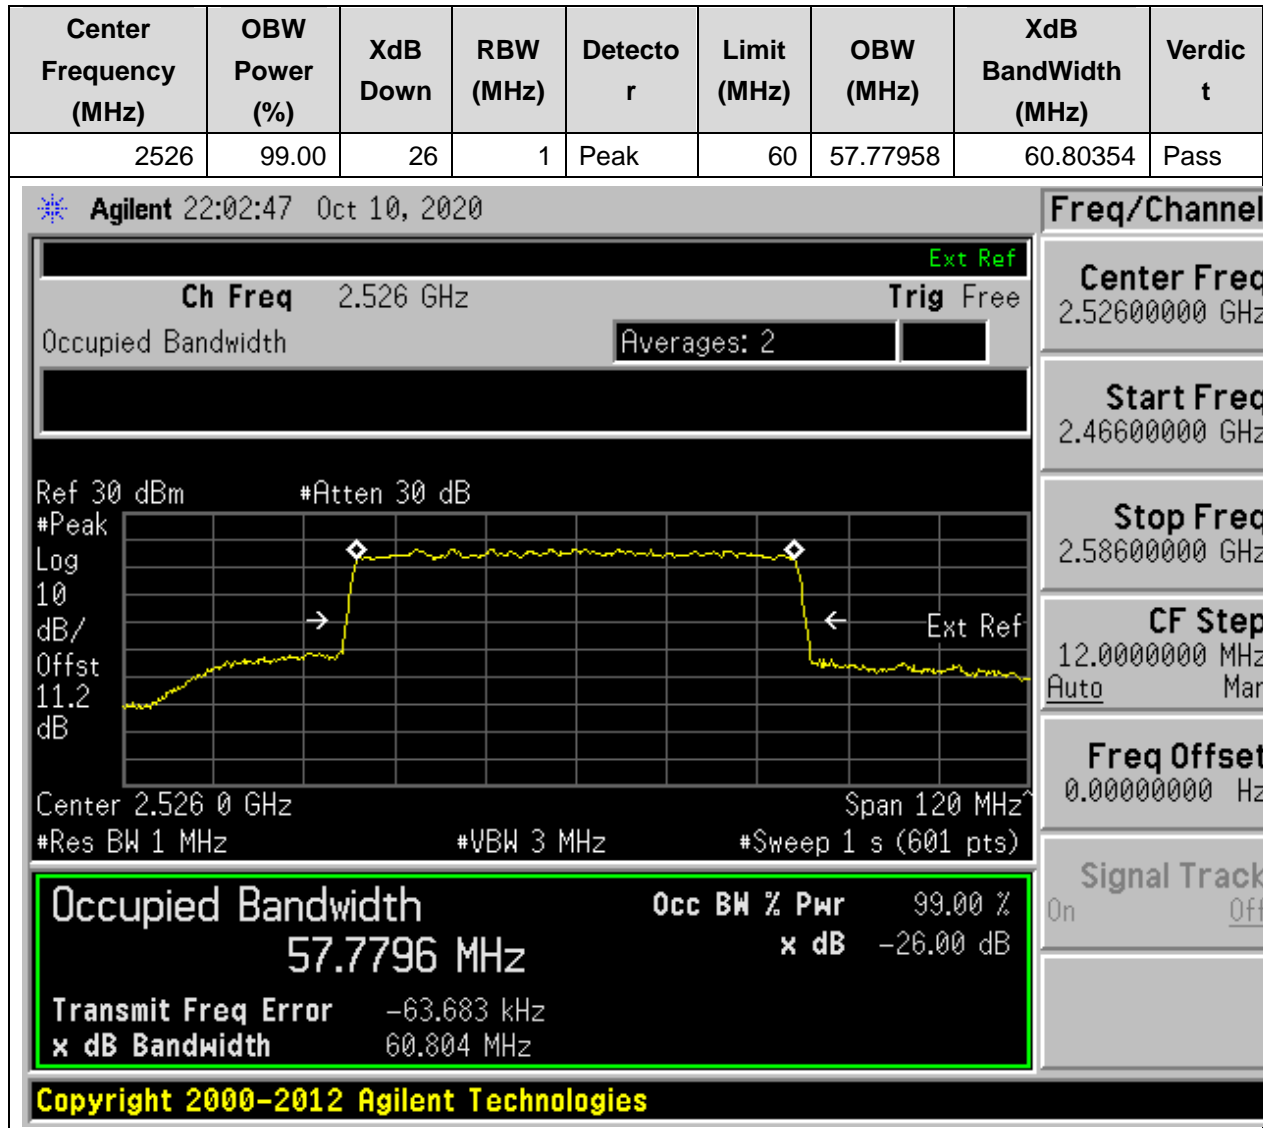 Center Frequency (MHz) | OBW Power (%) | XdB Down | RBW (MHz) | Detector | Limit (MHz) | OBW (MHz) | XdB BandWidth (MHz) | Verdict
2526 | 99.00 | 26 | 1 | Peak | 60 | 57.77958 | 60.80354 | Pass
Agilent 22:02:47 Oct 10, 2020
Ext Ref
Ch Freq 2.526 GHz Trig Free
Occupied Bandwidth Averages: 2
Ref 30 dBm #Atten 30 dB
#Peak
Log
10
dB/
Offst
11.2
dB
Ext Ref
Center 2.526 0 GHz Span 120 MHz^
#Res BW 1 MHz #VBW 3 MHz #Sweep 1 s (601 pts)
Occupied Bandwidth
57.7796 MHz
Occ BW % Pwr 99.00 %
x dB -26.00 dB
Transmit Freq Error -63.683 kHz
x dB Bandwidth 60.804 MHz
Copyright 2000-2012 Agilent Technologies
Freq/Channel
Center Freq
2.52600000 GHz
Start Freq
2.46600000 GHz
Stop Freq
2.58600000 GHz
CF Step
12.0000000 MHz
Auto Man
Freq Offset
0.00000000 Hz
Signal Track
On Off